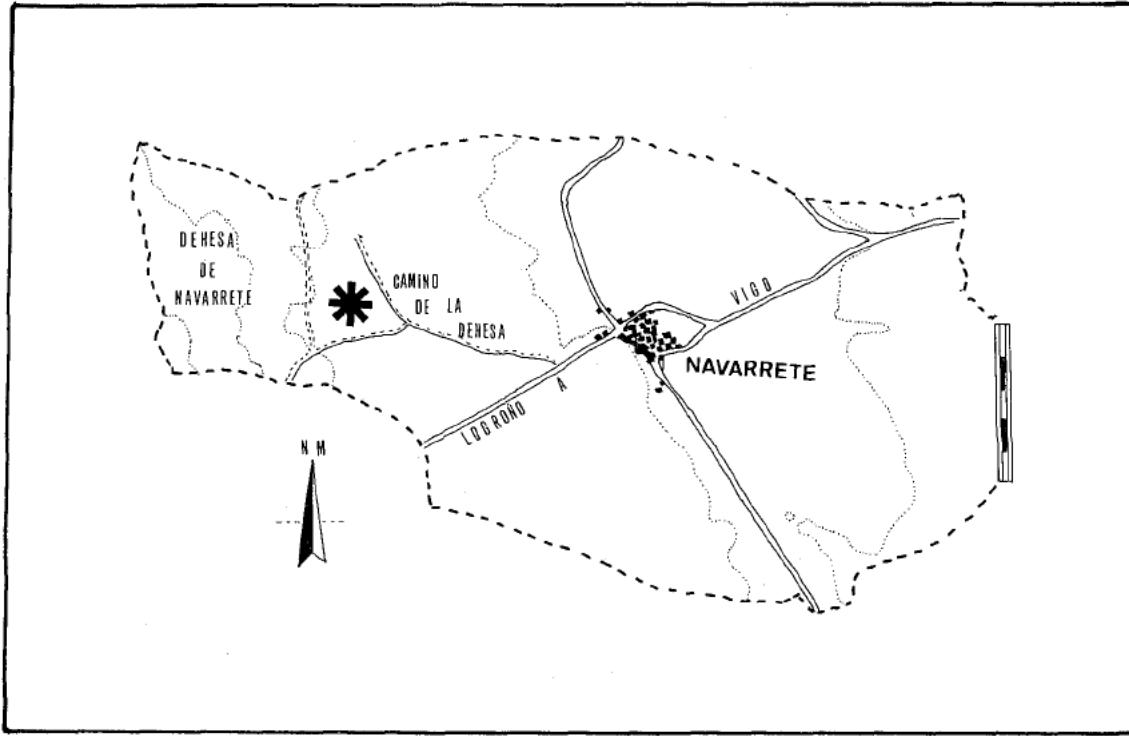 DEHESA
DE
NAVARRETE
CAMINO
DE LA
DEHESA
VIGO
NAVARRETE
LOGROÑO A
N M